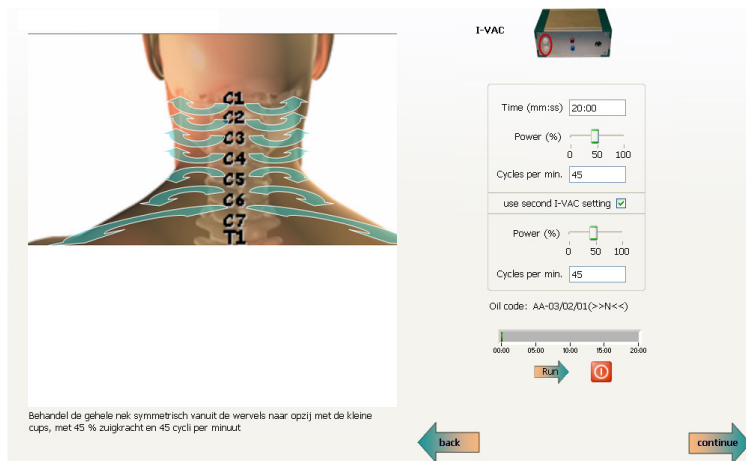 I-VAC
C1
C2
C3
C4
C5
C6
C7
T1
Time (mm:ss) 20:00
Power (%)
0 50 100
Cycles per min. 45
use second I-VAC setting
Power (%)
0 50 100
Cycles per min. 45
Oil code: AA-03/02/01(>>N<<)
00:00 05:00 10:00 15:00 20:00
Run
Behandel de gehele nek symmetrisch vanuit de wervels naar opzij met de kleine
cups, met 45 % zuigkracht en 45 cycli per minuut
back
continue